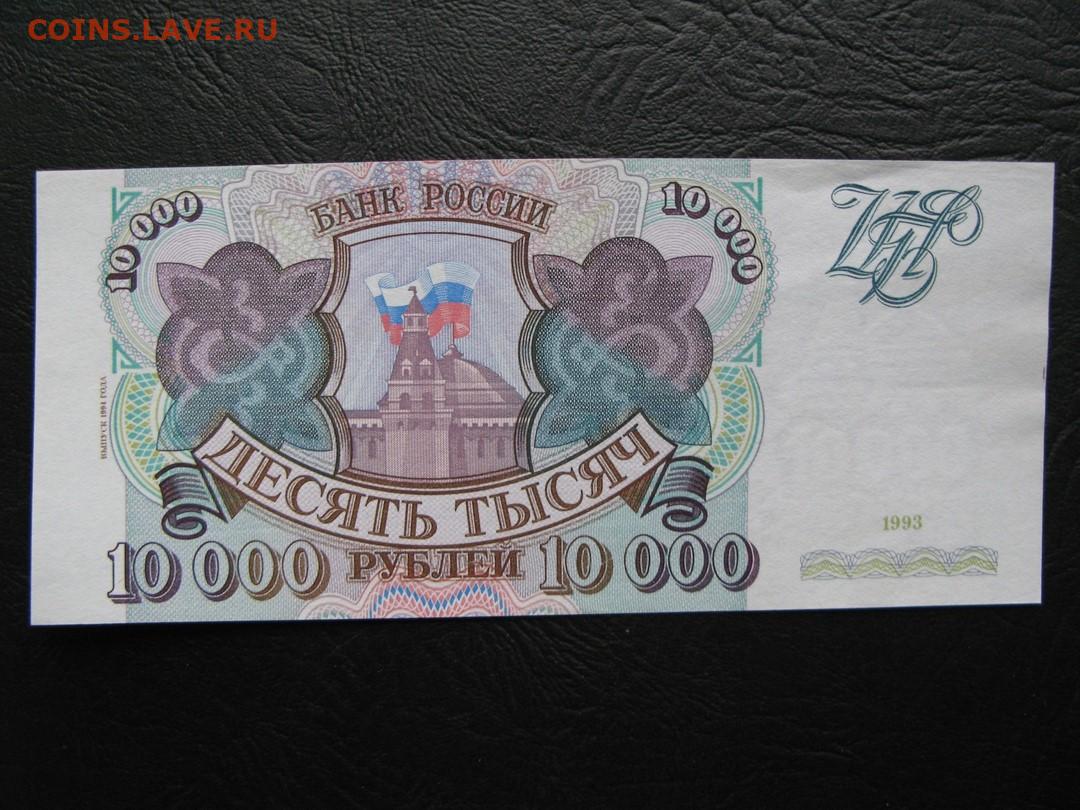 COINS.LAVE.RU
10 000
БАНК РОССИИ
10 000
ВЫПУСК 1994 ГОДА
ДЕСЯТЬ ТЫСЯЧ
10 000 РУБЛЕЙ 10 000
1993